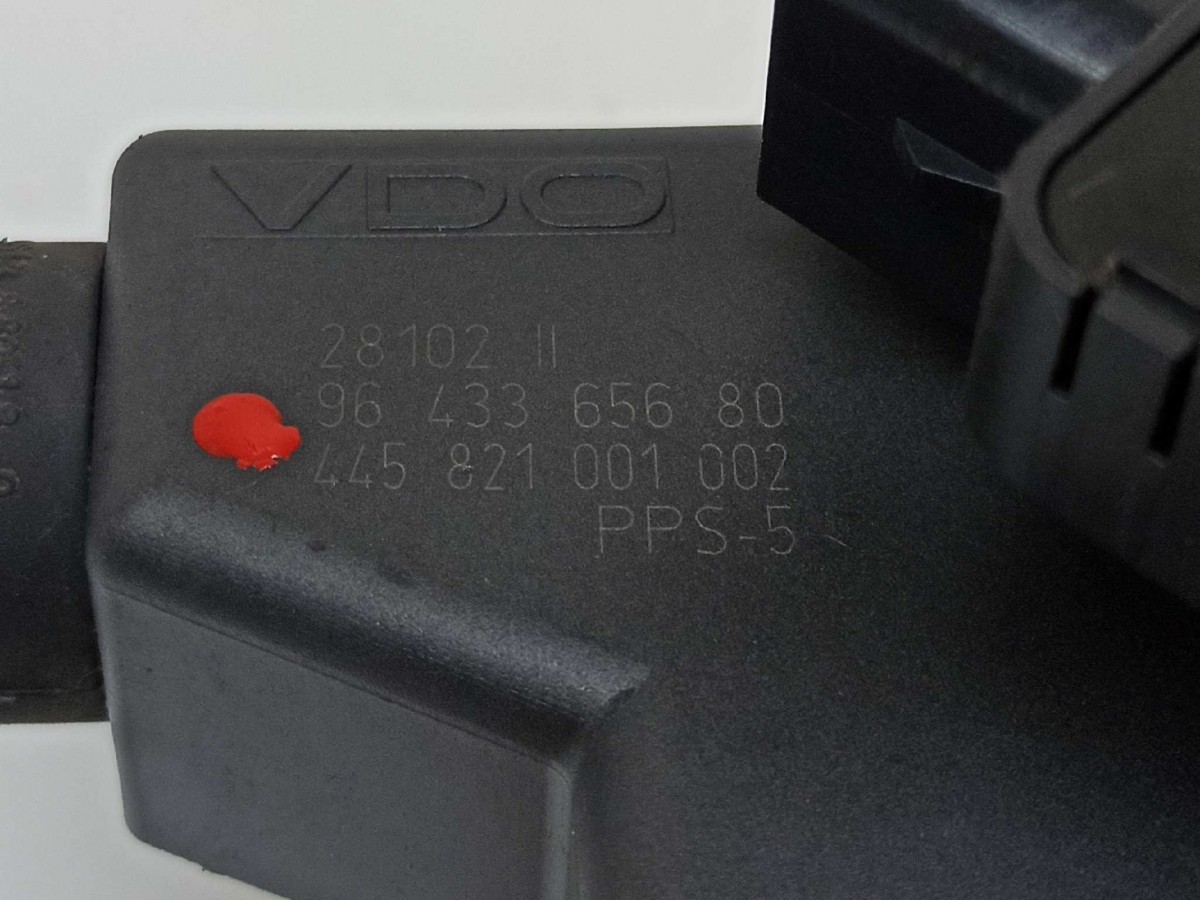 VDO
28102 II
96 433 656 80
445 821 001 002
PPS-5